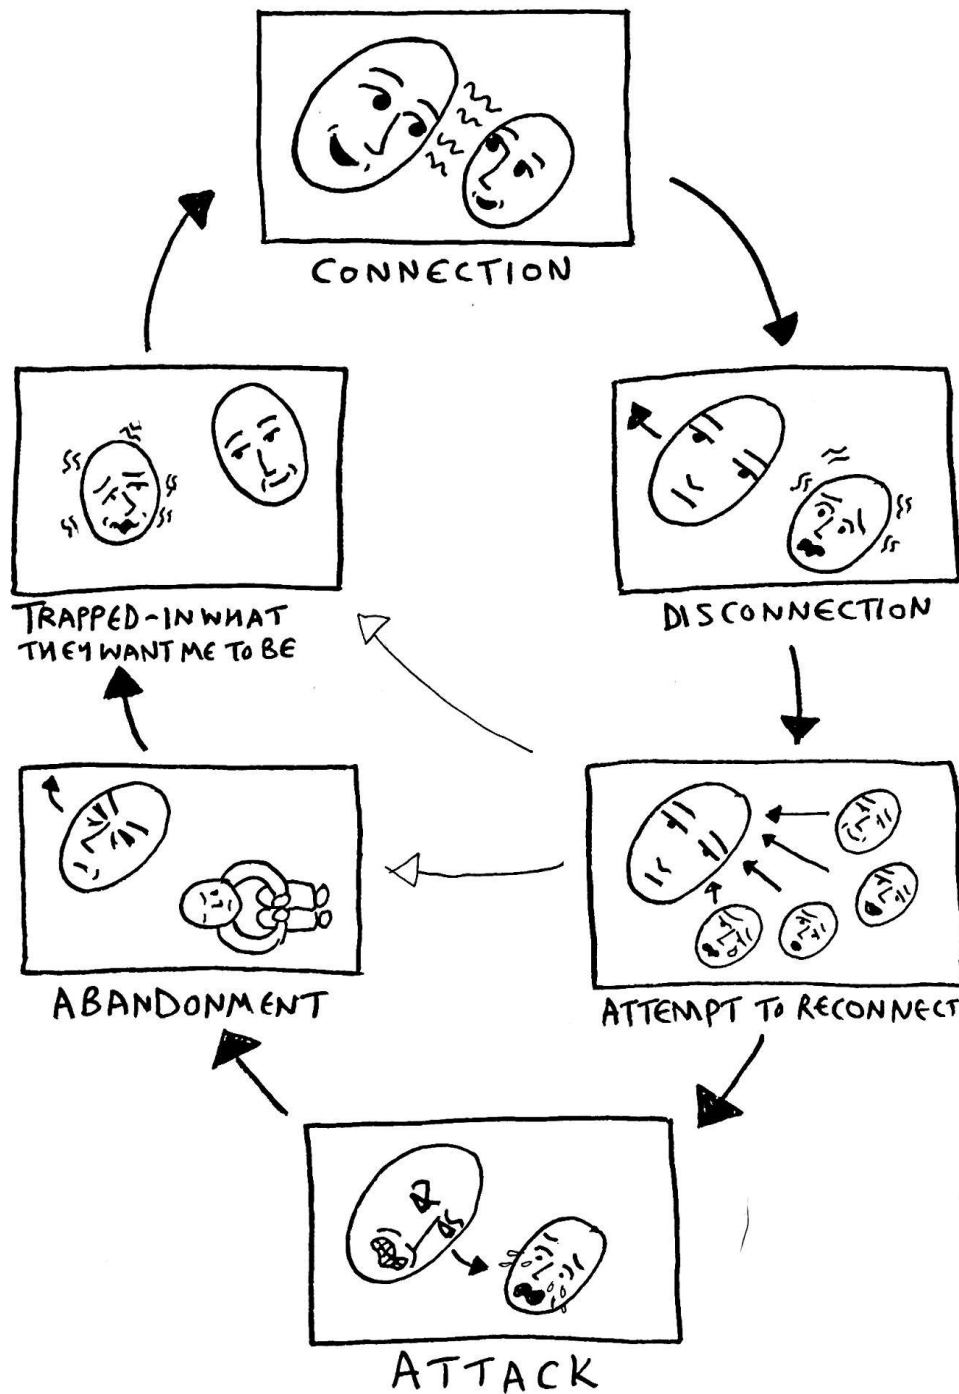 CONNECTION
DISCONNECTION
ATTEMPT TO RECONNECT
ATTACK
ABANDONMENT
TRAPPED-IN WHAT
THEY WANT ME TO BE